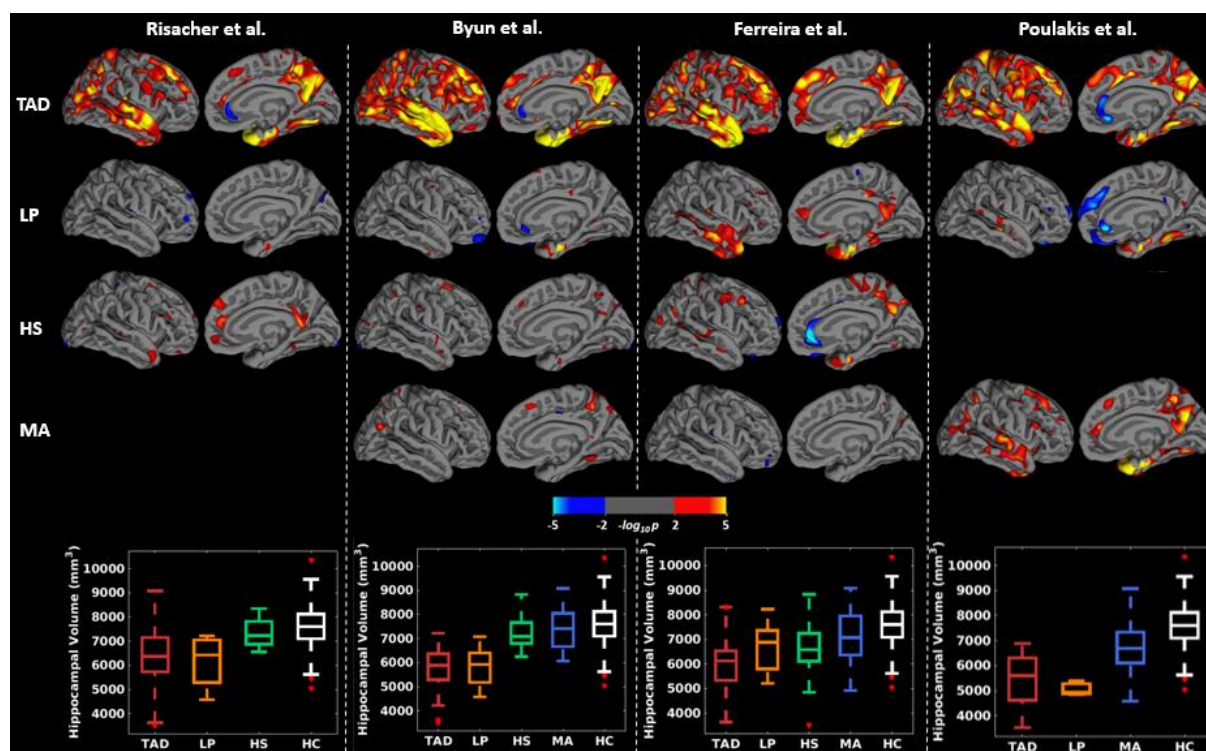 Risacher et al. Byun et al. Ferreira et al. Poulakis et al.
TAD
LP
HS
MA
-5 -2 -log10p 2 5
Hippocampal Volume (mm³)
10000
9000
8000
7000
6000
5000
4000
TAD LP HS HC
Hippocampal Volume (mm³)
10000
9000
8000
7000
6000
5000
4000
TAD LP HS MA HC
Hippocampal Volume (mm³)
10000
9000
8000
7000
6000
5000
4000
TAD LP HS MA HC
Hippocampal Volume (mm³)
10000
9000
8000
7000
6000
5000
4000
TAD LP MA HC